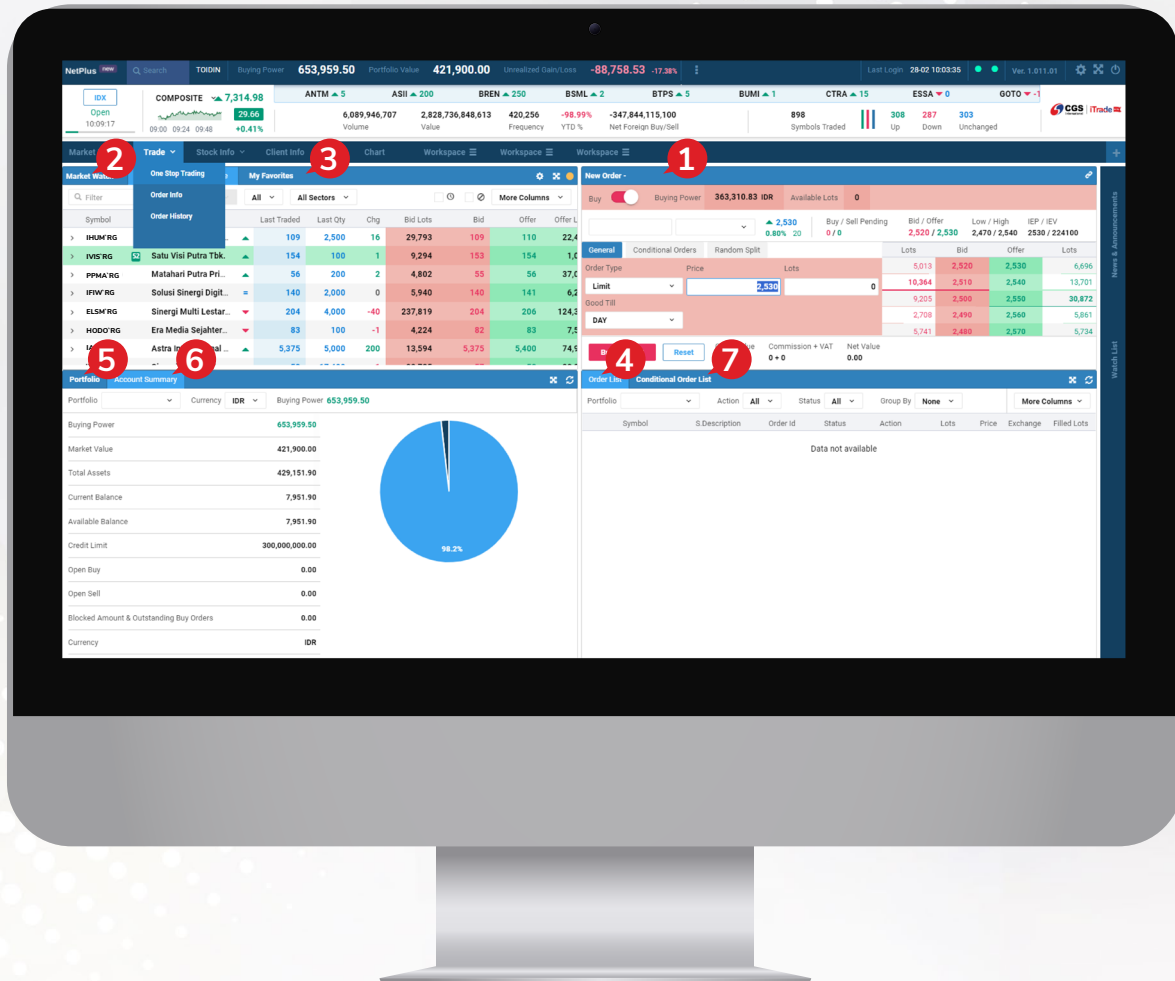 NetPlus new Search TOIDIN Buying Power 653,959.50 Portfolio Value 421,900.00 Unrealized Gain/Loss -88,758.53 -17.38% Last Login 28-02 10:03:35 Ver. 1.011.01
IDX COMPOSITE 7,314.98 ANTM ▲ 5 ASII ▲ 200 BREN ▲ 250 BSML ▲ 2 BTPS ▲ 5 BUMI ▲ 1 CTRA ▲ 15 ESSA ▼ 0 GOTO ▼ -1
CGS International iTrade
Open 29.66 6,089,946,707 2,828,736,848,613 420,256 -98.99% -347,844,115,100 898 308 287 303
10:09:17 09:00 09:24 09:48 +0.41% Volume Value Frequency YTD % Net Foreign Buy/Sell Symbols Traded Up Down Unchanged
Market Trade Stock Info Client Info Chart Workspace Workspace Workspace +
2 3 1
Market Watch My Favorites
One Stop Trading
Order Info
Order History
Filter All All Sectors More Columns
Symbol Last Traded Last Qty Chg Bid Lots Bid Offer Offer L
IHUM`RG ▲ 109 2,500 16 29,793 109 110 22,4
IVIS`RG 52 Satu Visi Putra Tbk. ▲ 154 100 1 9,294 153 154 1,0
PPMA`RG Matahari Putra Pri... ▲ 56 200 2 4,802 55 56 37,0
IFIW`RG Solusi Sinergi Digit... = 140 2,000 0 5,940 140 141 6,2
ELSM`RG Sinergi Multi Lestar... ▼ 204 4,000 -40 237,819 204 206 124,3
HODO`RG Era Media Sejahter... ▼ 83 100 -1 4,224 82 83 7,5
Astra ▲ 5,375 5,000 200 13,594 5,375 5,400 74,9
New Order -
Buy Buying Power 363,310.83 IDR Available Lots 0
▲ 2,530 Buy / Sell Pending Bid / Offer Low / High IEP / IEV
0.80% 20 0 / 0 2,520 / 2,530 2,470 / 2,540 2530 / 224100
General Conditional Orders Random Split Lots Bid Offer Lots
Order Type Price Lots 5,013 2,520 2,530 6,696
Limit 2,530 0 10,364 2,510 2,540 13,701
Good Till 9,205 2,500 2,550 30,872
DAY 2,708 2,490 2,560 5,861
5,741 2,480 2,570 5,734
Reset Commission + VAT Net Value
0 + 0 0.00
News & Announcements
Watch List
5 6 4 7
Portfolio Account Summary
Portfolio Currency IDR Buying Power 653,959.50
Buying Power 653,959.50
Market Value 421,900.00
Total Assets 429,151.90
Current Balance 7,951.90
Available Balance 7,951.90
Credit Limit 300,000,000.00
Open Buy 0.00
Open Sell 0.00
Blocked Amount & Outstanding Buy Orders 0.00
Currency IDR
98.2%
Order List Conditional Order List
Portfolio Action All Status All Group By None More Columns
Symbol S.Description Order Id Status Action Lots Price Exchange Filled Lots
Data not available